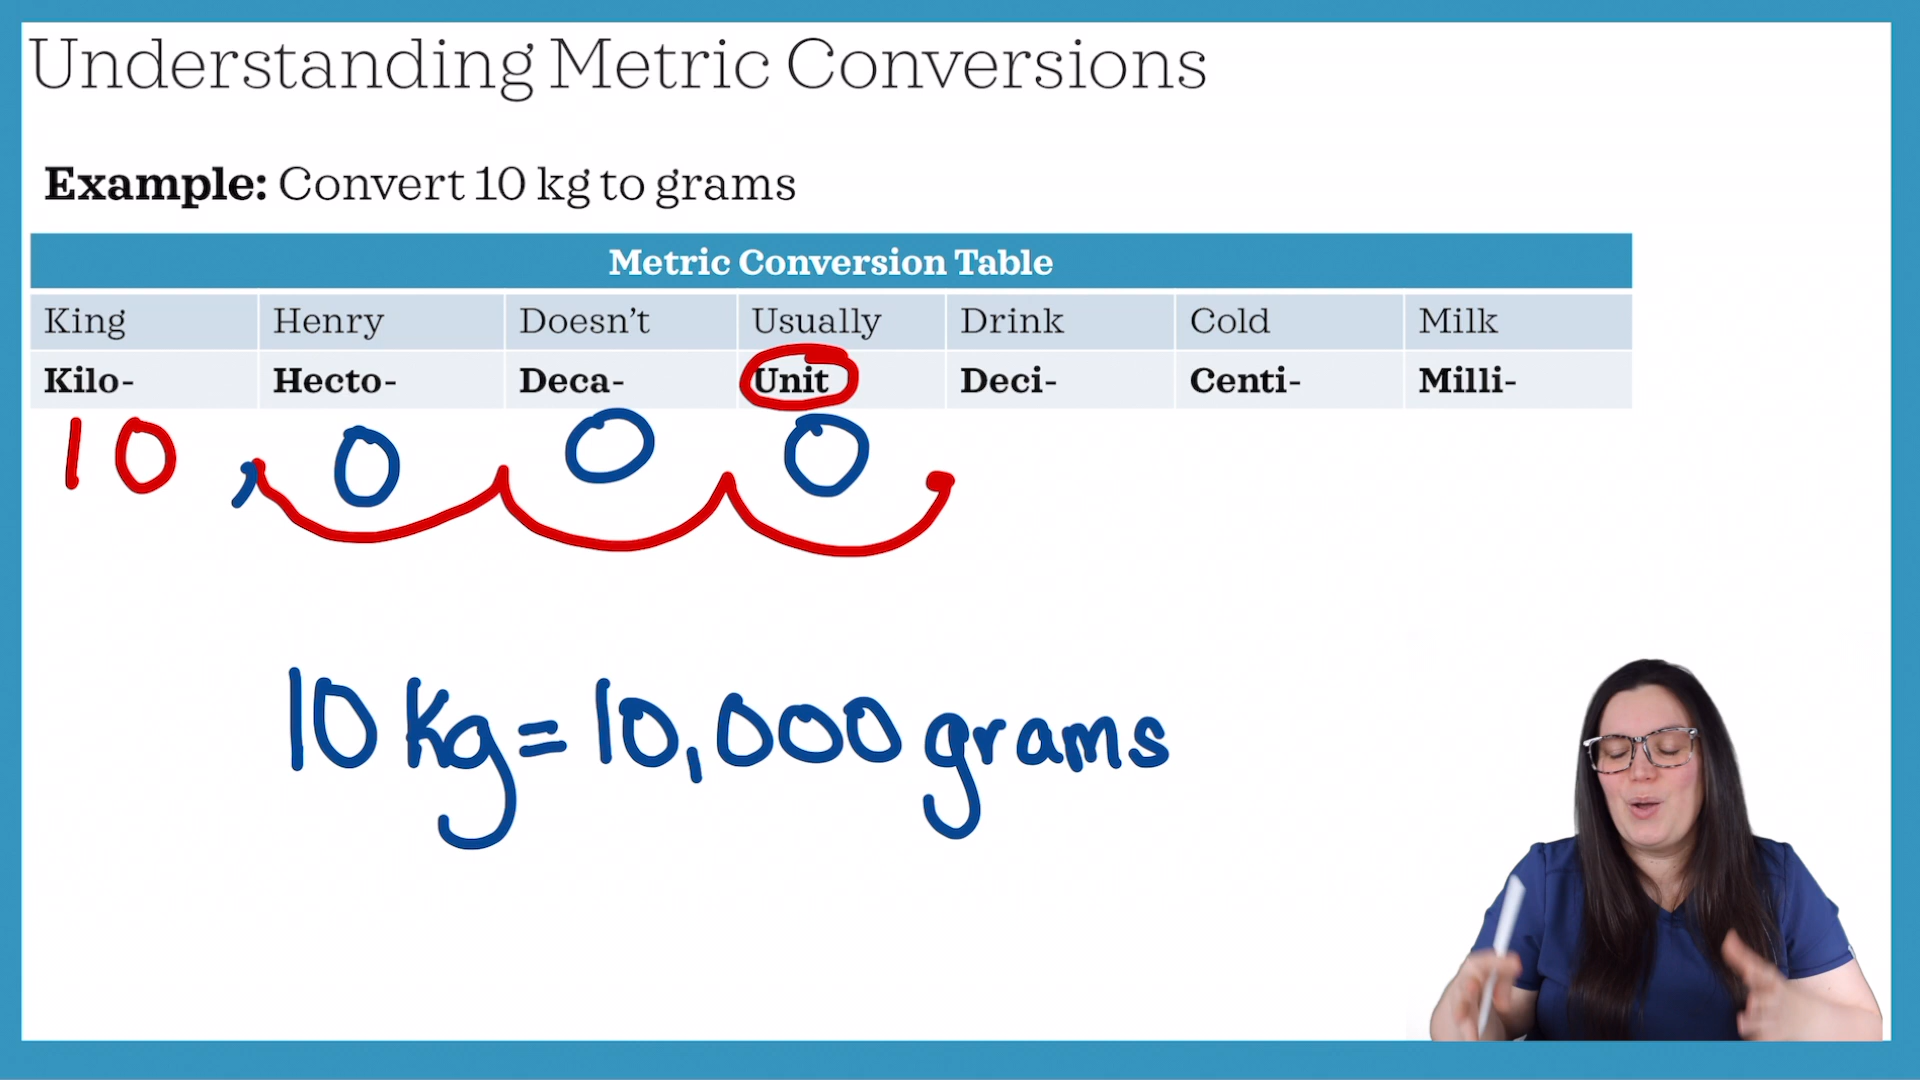 Understanding Metric Conversions
Example: Convert 10 kg to grams
Metric Conversion Table
King Henry Doesn’t Usually Drink Cold Milk
Kilo- Hecto- Deca- Unit Deci- Centi- Milli-
10,000
10 kg = 10,000 grams